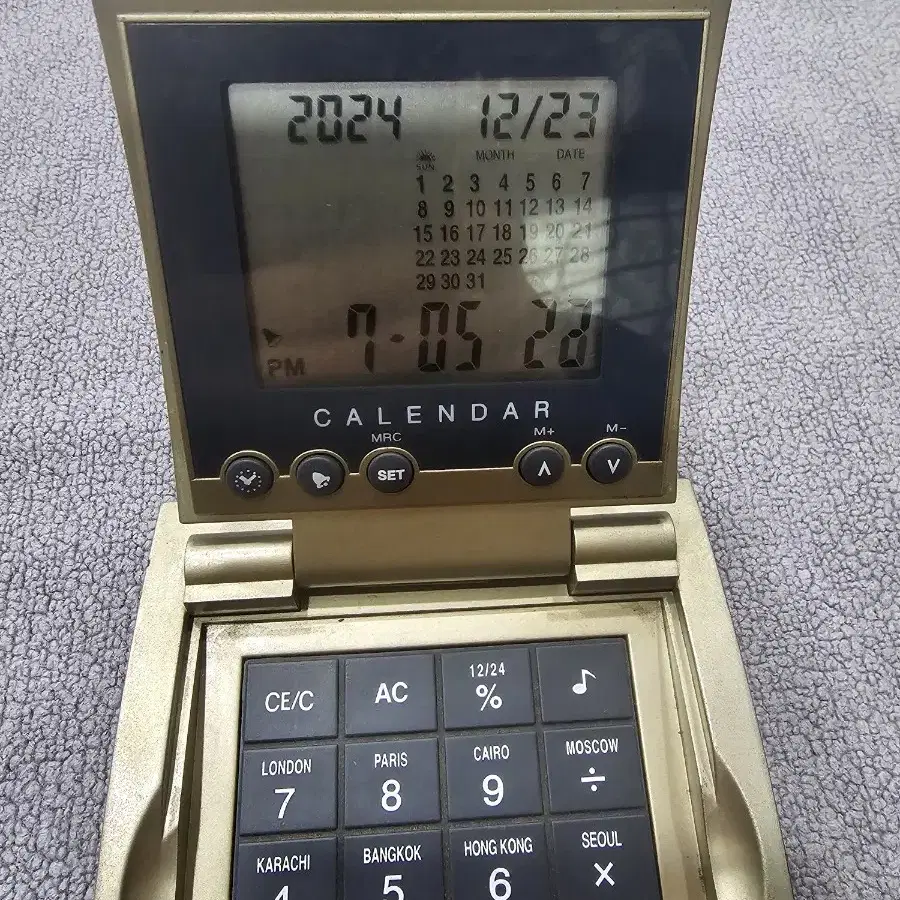 2024 12/23
SUN MONTH DATE
1 2 3 4 5 6 7
8 9 10 11 12 13 14
15 16 17 18 19 20 21
22 23 24 25 26 27 28
29 30 31
PM 7:05
CALENDAR
MRC M+ M-
SET
CE/C AC 12/24 % 
LONDON PARIS CAIRO MOSCOW
7 8 9 ÷
KARACHI BANGKOK HONG KONG SEOUL
4 5 6 ×